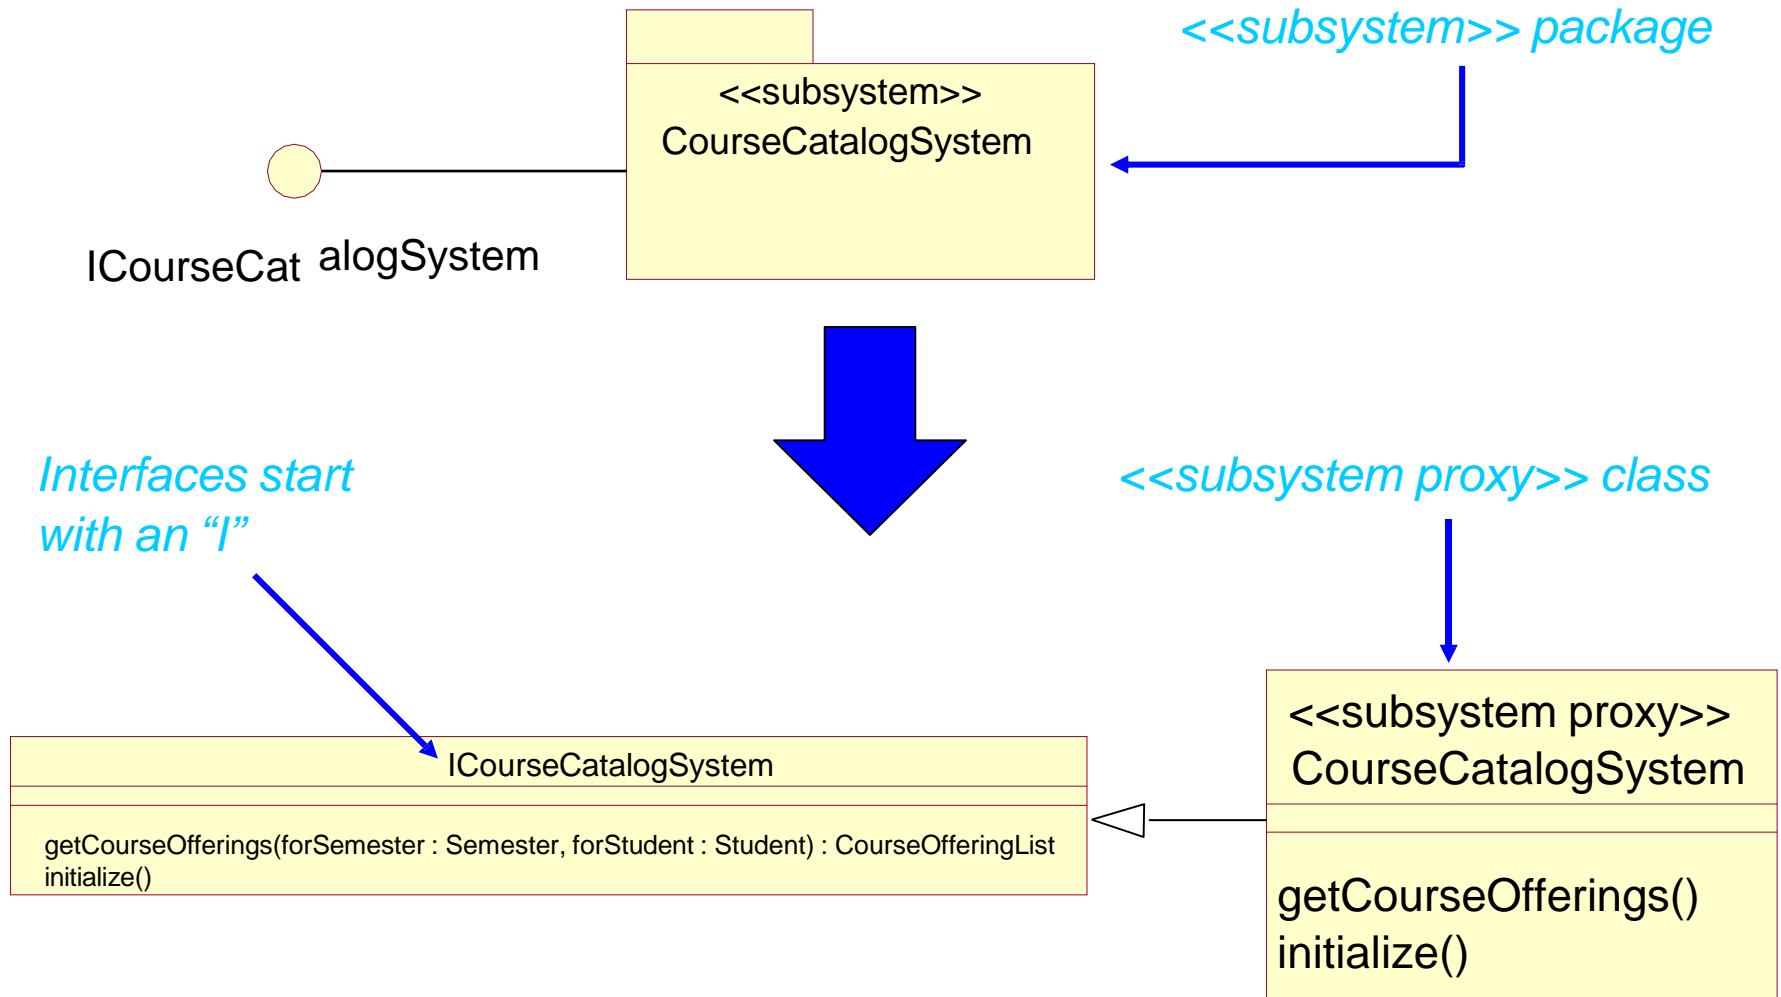 <<subsystem>> package
<<subsystem>>
CourseCatalogSystem
ICourseCat alogSystem
Interfaces start
with an “I”
<<subsystem proxy>> class
ICourseCatalogSystem
getCourseOfferings(forSemester : Semester, forStudent : Student) : CourseOfferingList
initialize()
<<subsystem proxy>>
CourseCatalogSystem
getCourseOfferings()
initialize()